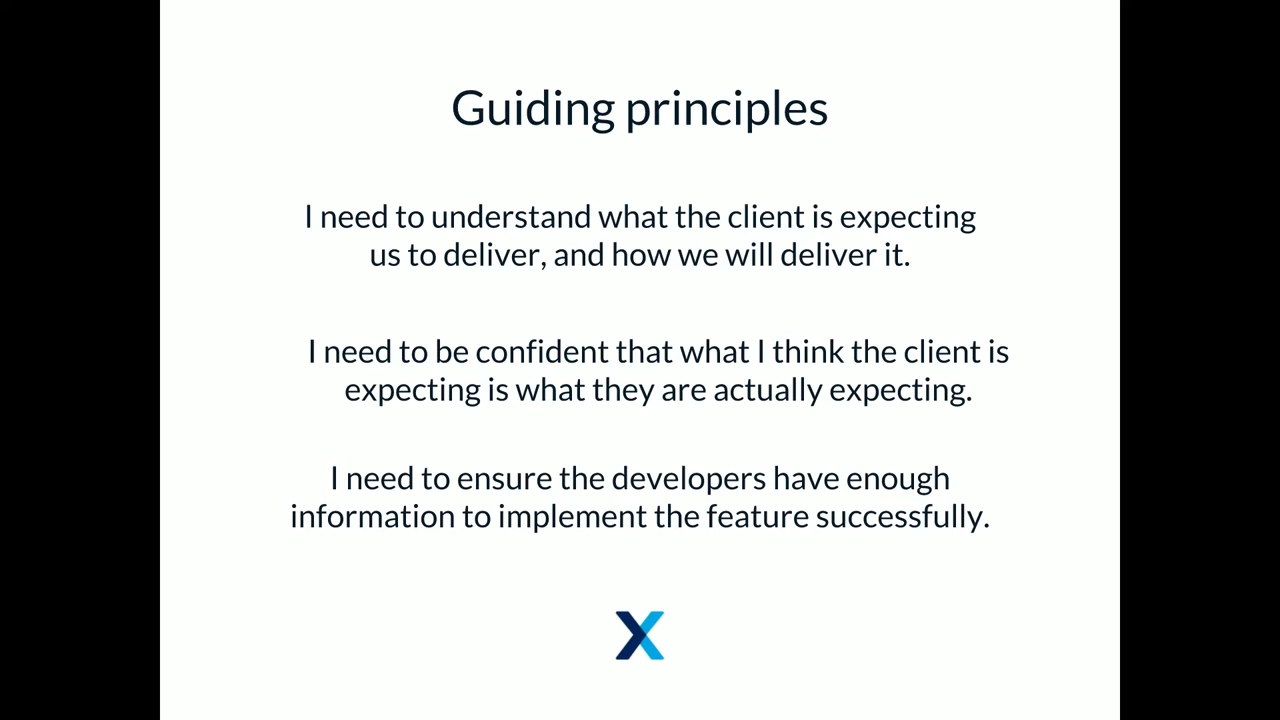 Guiding principles
I need to understand what the client is expecting
us to deliver, and how we will deliver it.
I need to be confident that what I think the client is
expecting is what they are actually expecting.
I need to ensure the developers have enough
information to implement the feature successfully.